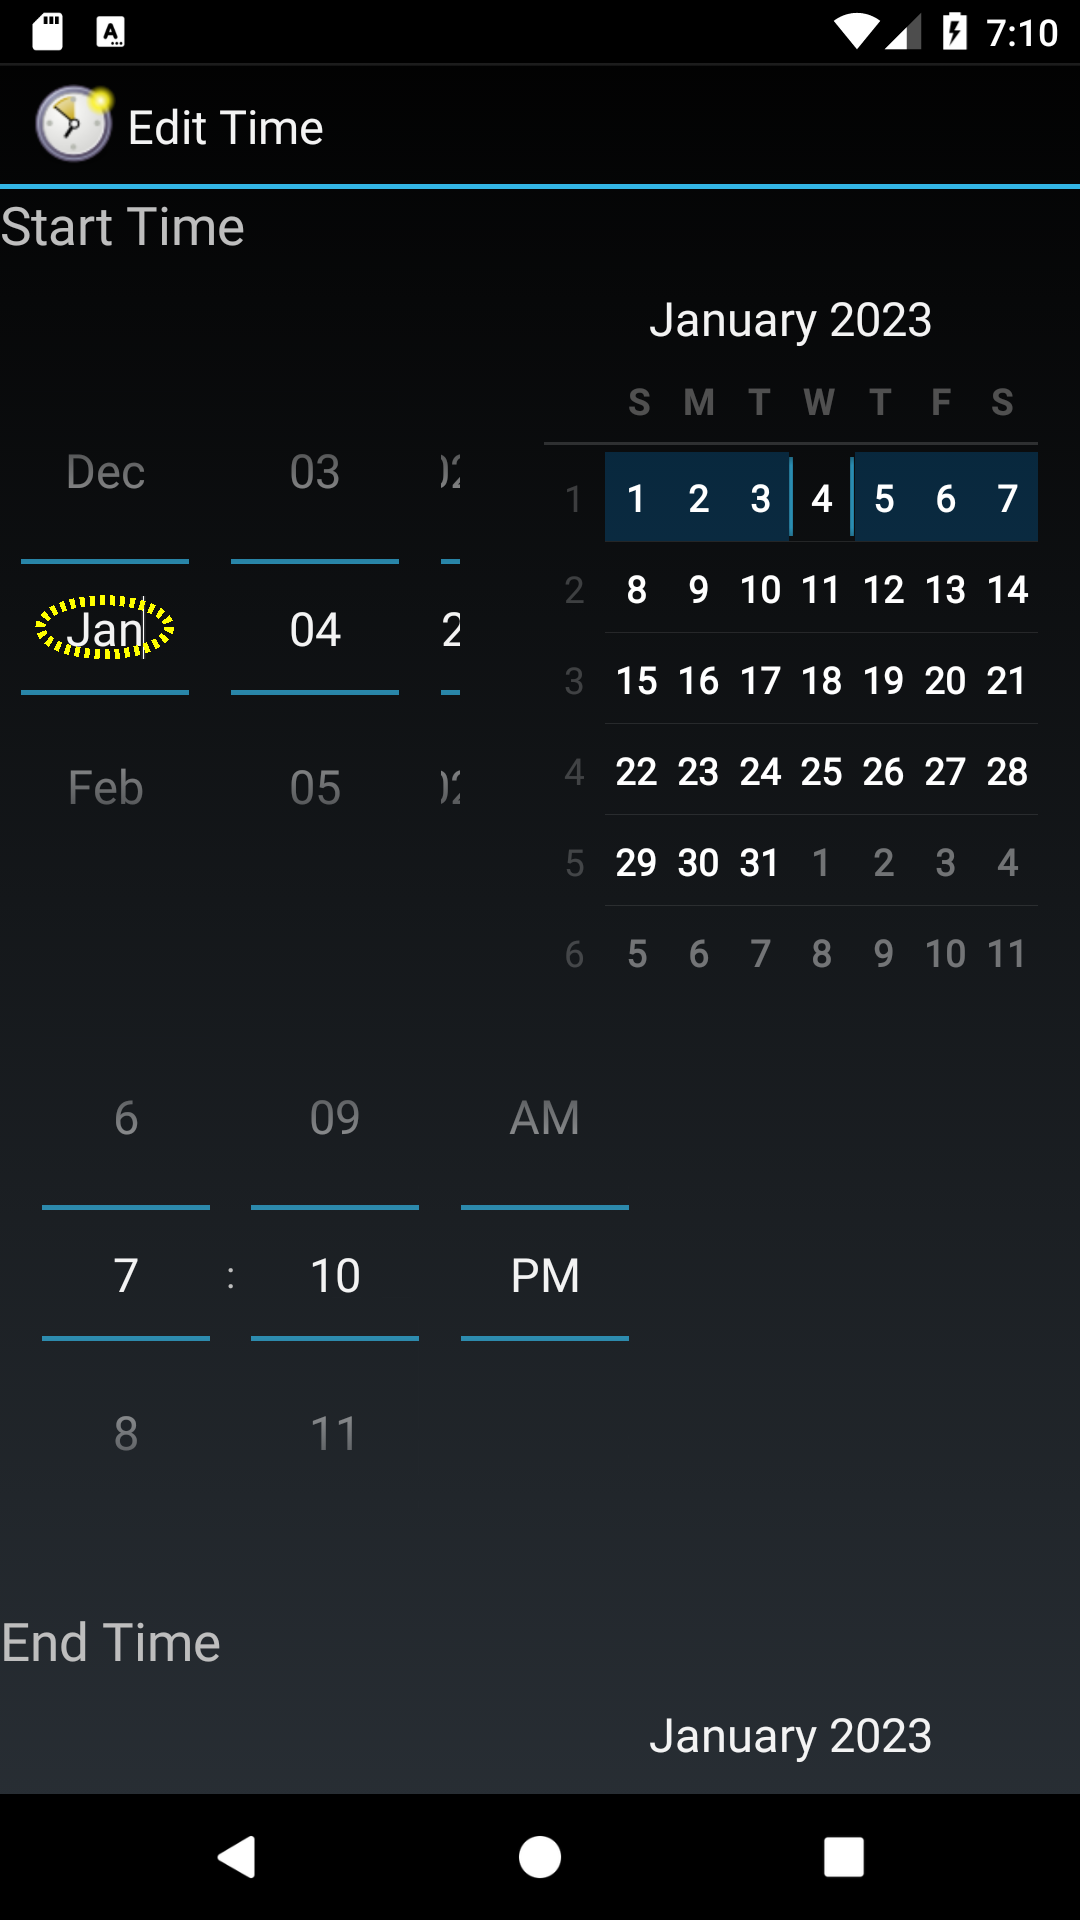 7:10
Edit Time
Start Time
January 2023
S M T W T F S
Dec 03
1 1 2 3 4 5 6 7
2 8 9 10 11 12 13 14
Jan 04 2
3 15 16 17 18 19 20 21
Feb 05
4 22 23 24 25 26 27 28
5 29 30 31 1 2 3 4
6 5 6 7 8 9 10 11
6 09 AM
7 : 10 PM
8 11
End Time
January 2023